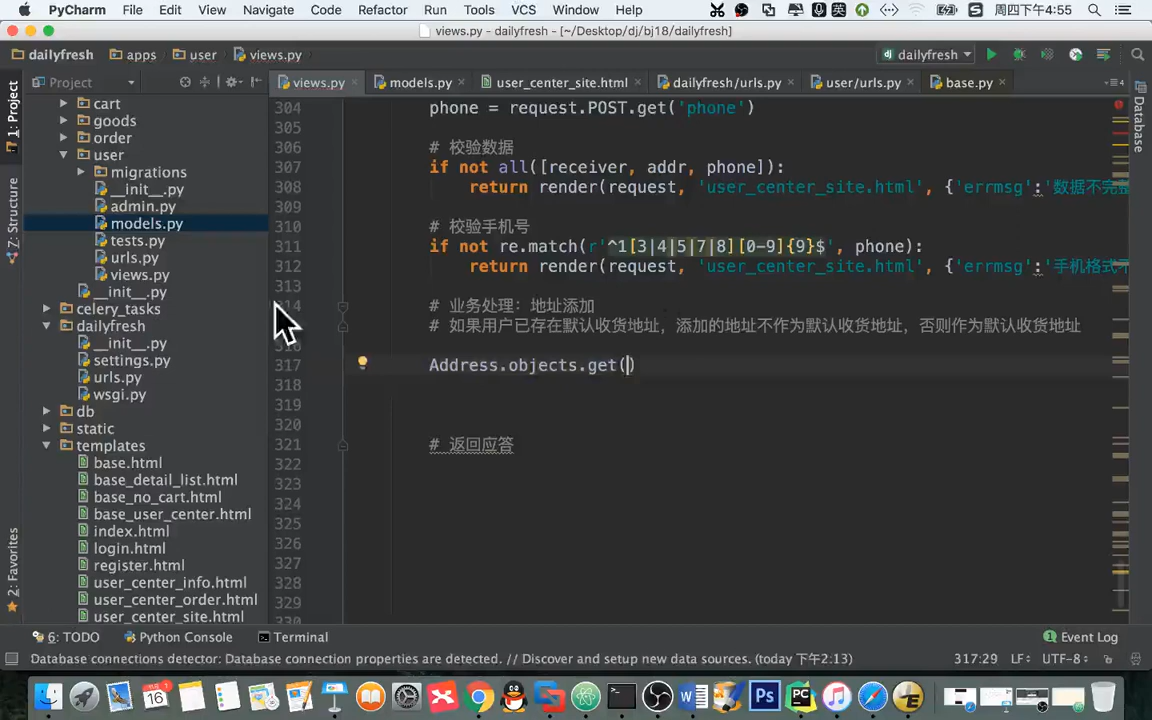 PyCharm File Edit View Navigate Code Refactor Run Tools VCS Window Help 英 周四下午4:55
views.py - dailyfresh - [~/Desktop/dj/bj18/dailyfresh]
dailyfresh apps user views.py dailyfresh
Project views.py models.py user_center_site.html dailyfresh/urls.py user/urls.py base.py
1: Project
7: Structure
2: Favorites
Database
cart
goods
order
user
migrations
__init__.py
admin.py
models.py
tests.py
urls.py
views.py
__init__.py
celery_tasks
dailyfresh
__init__.py
settings.py
urls.py
wsgi.py
db
static
templates
base.html
base_detail_list.html
base_no_cart.html
base_user_center.html
index.html
login.html
register.html
user_center_info.html
user_center_order.html
user_center_site.html
304 phone = request.POST.get('phone')
305
306 # 校验数据
307 if not all([receiver, addr, phone]):
308 return render(request, 'user_center_site.html', {'errmsg':'数据不完整
309
310 # 校验手机号
311 if not re.match(r'^1[3|4|5|7|8][0-9]{9}$', phone):
312 return render(request, 'user_center_site.html', {'errmsg':'手机格式不
313
314 # 业务处理：地址添加
# 如果用户已存在默认收货地址，添加的地址不作为默认收货地址，否则作为默认收货地址
316
317 Address.objects.get()
318
319
320
321 # 返回应答
322
323
324
325
326
327
328
329
6: TODO Python Console Terminal 1 Event Log
Database connections detector: Database connection properties are detected. // Discover and setup new data sources. (today 下午2:13) 317:29 LF UTF-8
16
Ps
PC